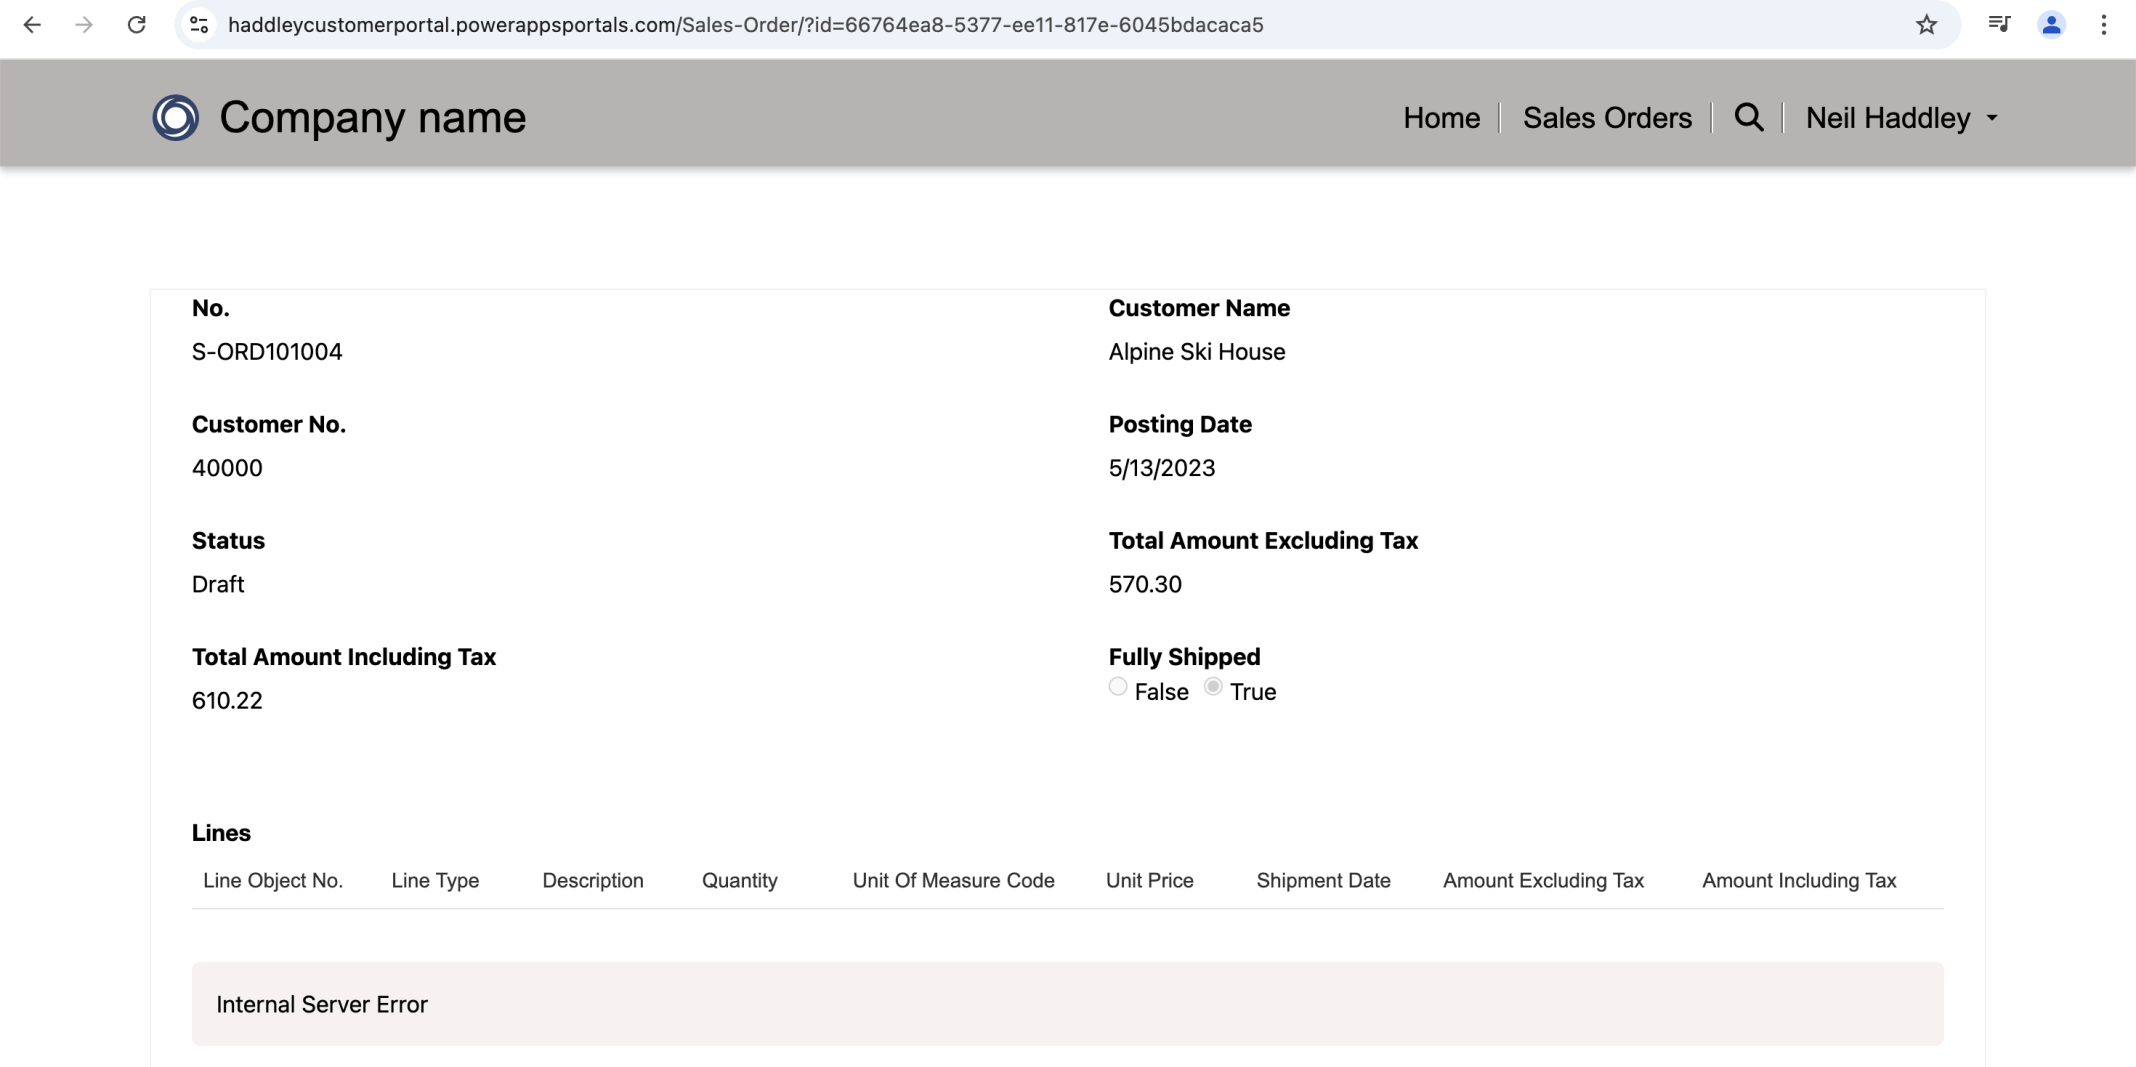 haddleycustomerportal.powerappsportals.com/Sales-Order/?id=66764ea8-5377-ee11-817e-6045bdacaca5
Company name
Home Sales Orders Neil Haddley
No. Customer Name
S-ORD101004 Alpine Ski House
Customer No. Posting Date
40000 5/13/2023
Status Total Amount Excluding Tax
Draft 570.30
Total Amount Including Tax Fully Shipped
610.22 False True
Lines
Line Object No. Line Type Description Quantity Unit Of Measure Code Unit Price Shipment Date Amount Excluding Tax Amount Including Tax
Internal Server Error